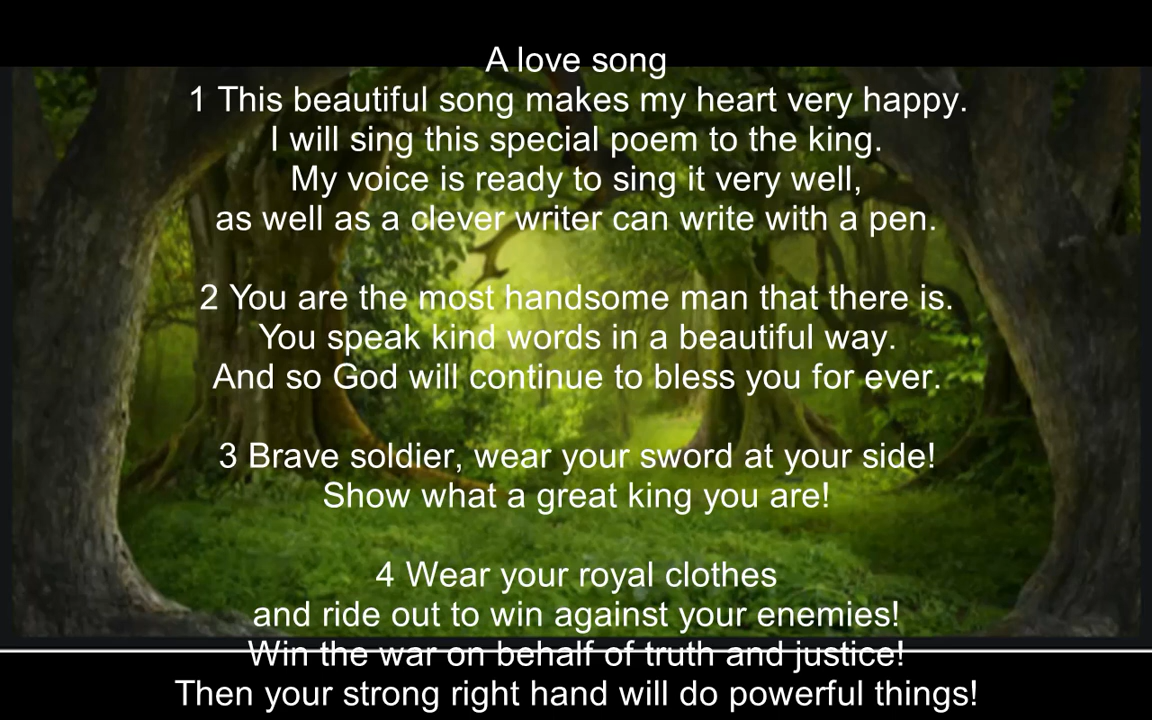 A love song
1 This beautiful song makes my heart very happy.
I will sing this special poem to the king.
My voice is ready to sing it very well,
as well as a clever writer can write with a pen.
2 You are the most handsome man that there is.
You speak kind words in a beautiful way.
And so God will continue to bless you for ever.
3 Brave soldier, wear your sword at your side!
Show what a great king you are!
4 Wear your royal clothes
and ride out to win against your enemies!
Win the war on behalf of truth and justice!
Then your strong right hand will do powerful things!